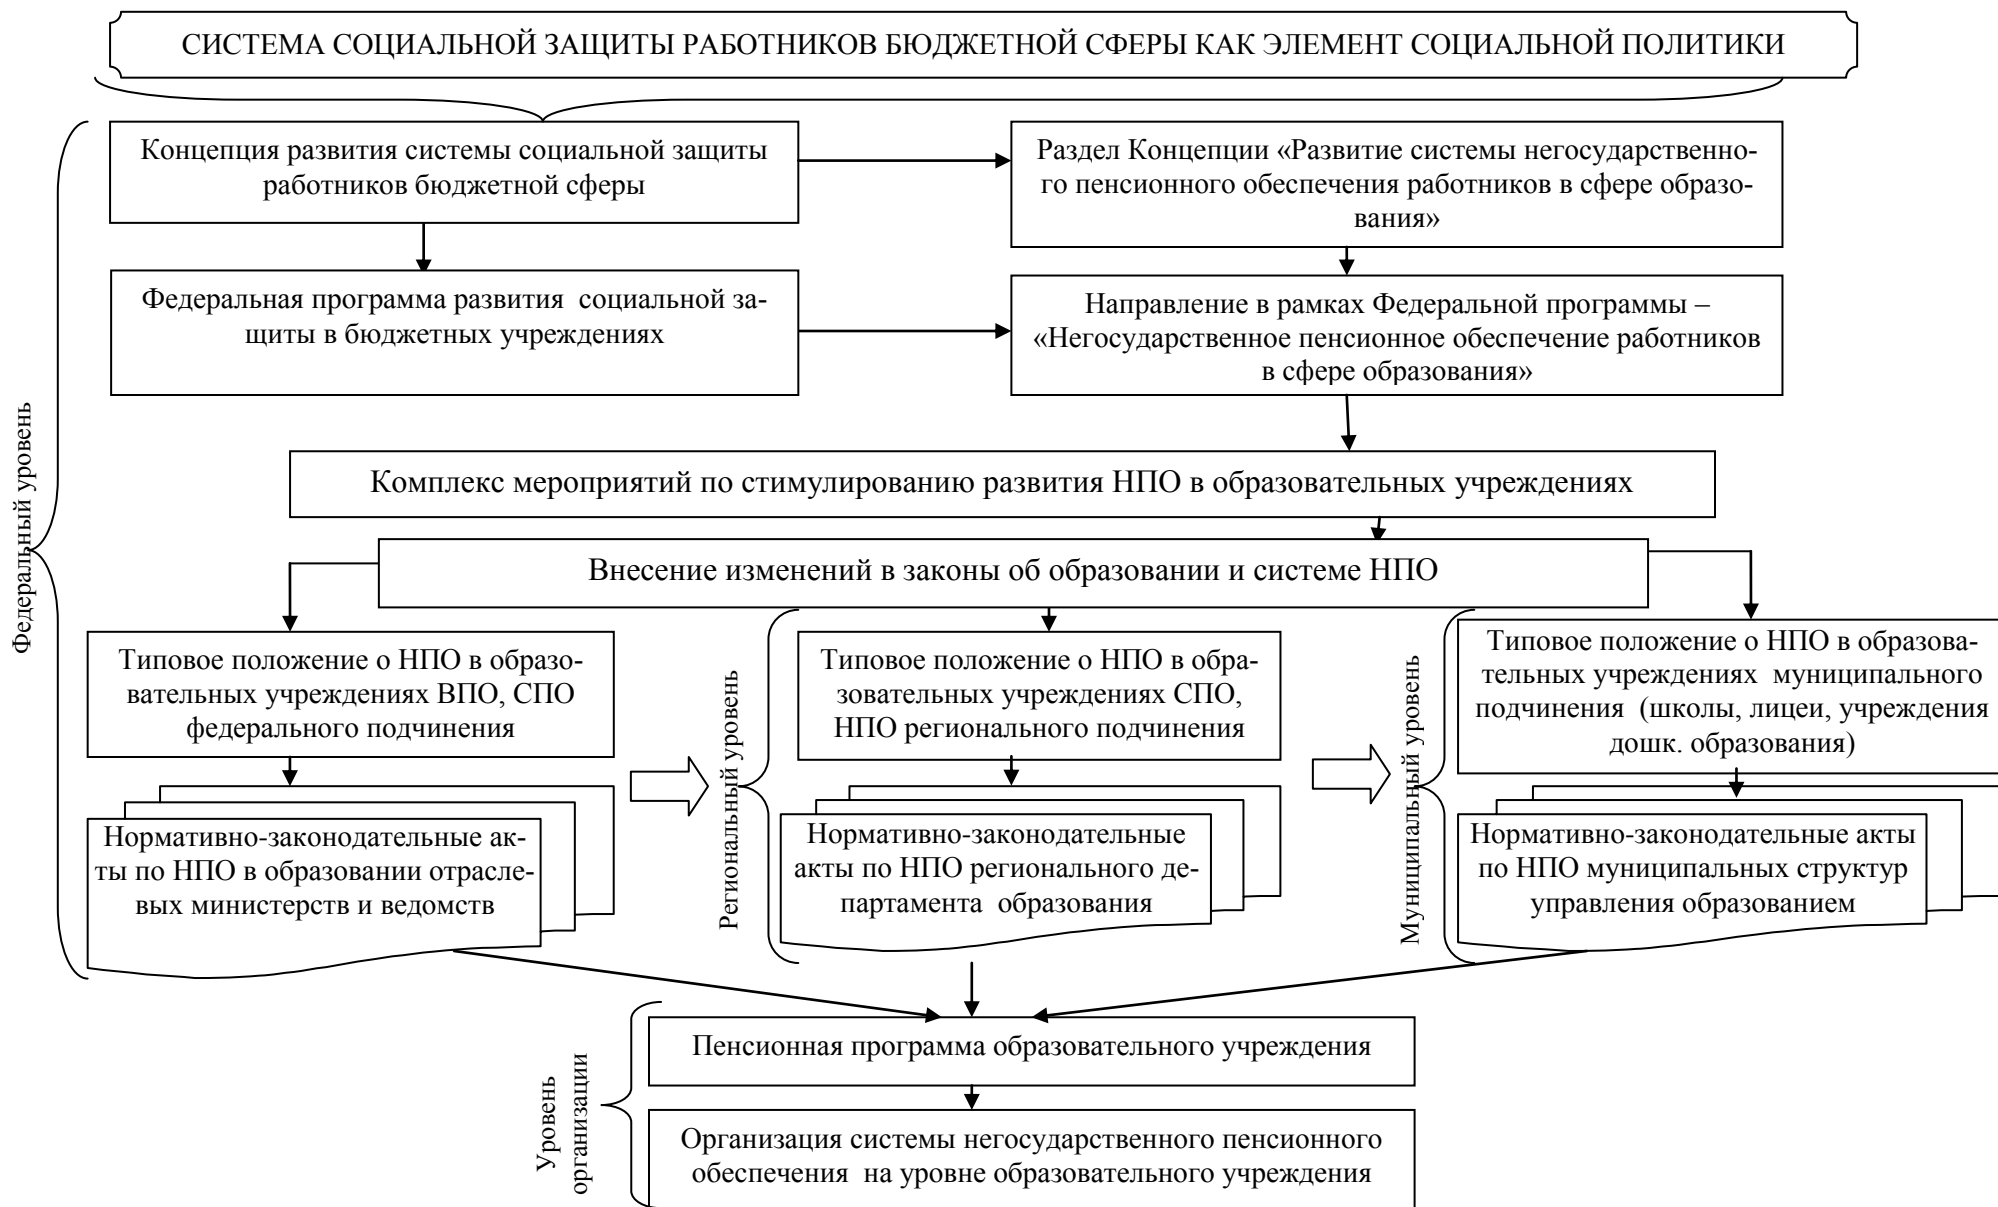 СИСТЕМА СОЦИАЛЬНОЙ ЗАЩИТЫ РАБОТНИКОВ БЮДЖЕТНОЙ СФЕРЫ КАК ЭЛЕМЕНТ СОЦИАЛЬНОЙ ПОЛИТИКИ
Федеральный уровень
Концепция развития системы социальной защиты
работников бюджетной сферы
Раздел Концепции «Развитие системы негосударственно-
го пенсионного обеспечения работников в сфере образо-
вания»
Федеральная программа развития социальной за-
щиты в бюджетных учреждениях
Направление в рамках Федеральной программы –
«Негосударственное пенсионное обеспечение работников
в сфере образования»
Комплекс мероприятий по стимулированию развития НПО в образовательных учреждениях
Внесение изменений в законы об образовании и системе НПО
Типовое положение о НПО в образо-
вательных учреждениях ВПО, СПО
федерального подчинения
Нормативно-законодательные ак-
ты по НПО в образовании отрасле-
вых министерств и ведомств
Региональный уровень
Типовое положение о НПО в обра-
зовательных учреждениях СПО,
НПО регионального подчинения
Нормативно-законодательные
акты по НПО регионального де-
партамента образования
Муниципальный уровень
Типовое положение о НПО в образова-
тельных учреждениях муниципального
подчинения (школы, лицеи, учреждения
дошк. образования)
Нормативно-законодательные акты
по НПО муниципальных структур
управления образованием
Уровень
организации
Пенсионная программа образовательного учреждения
Организация системы негосударственного пенсионного
обеспечения на уровне образовательного учреждения